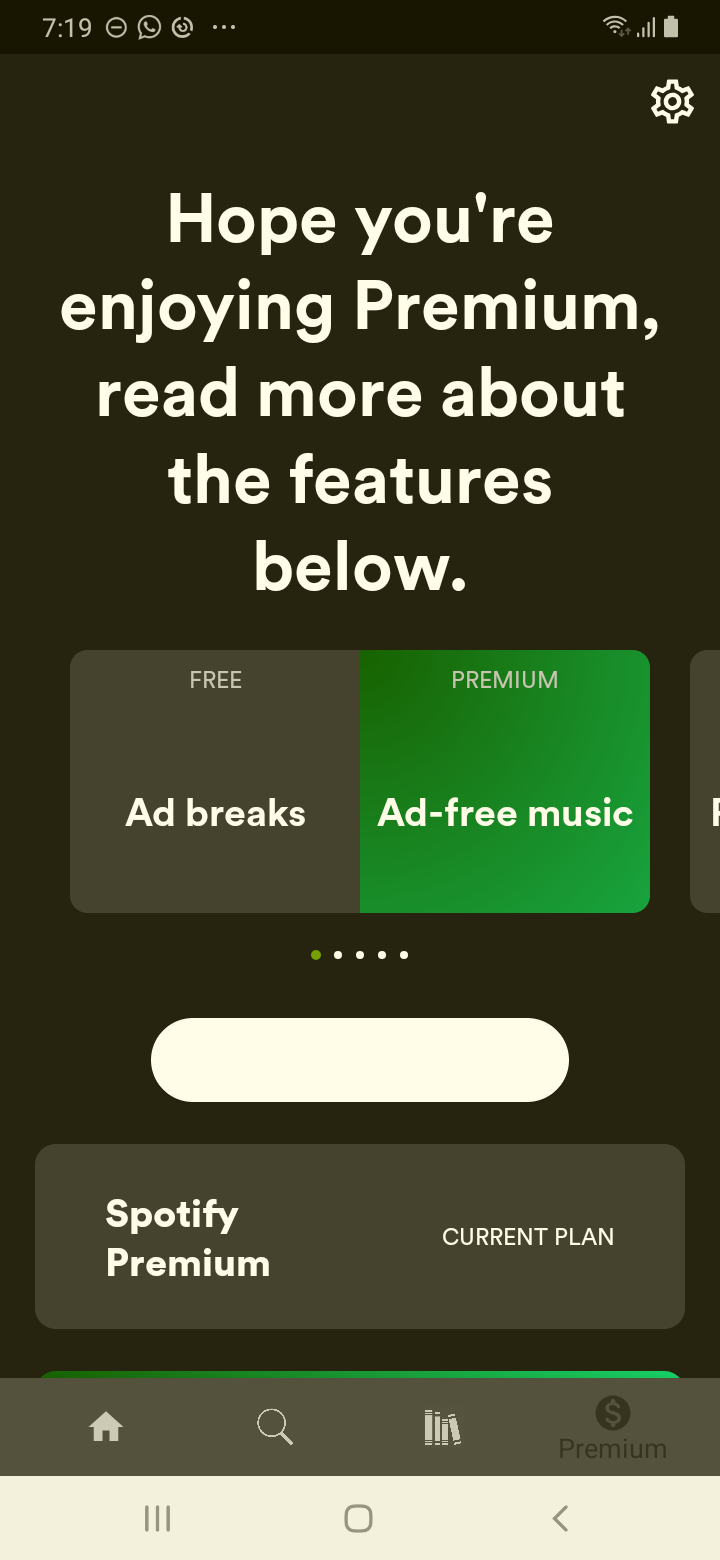 7:19
Hope you're
enjoying Premium,
read more about
the features
below.
FREE
PREMIUM
Ad breaks
Ad-free music
Spotify
Premium
CURRENT PLAN
Premium